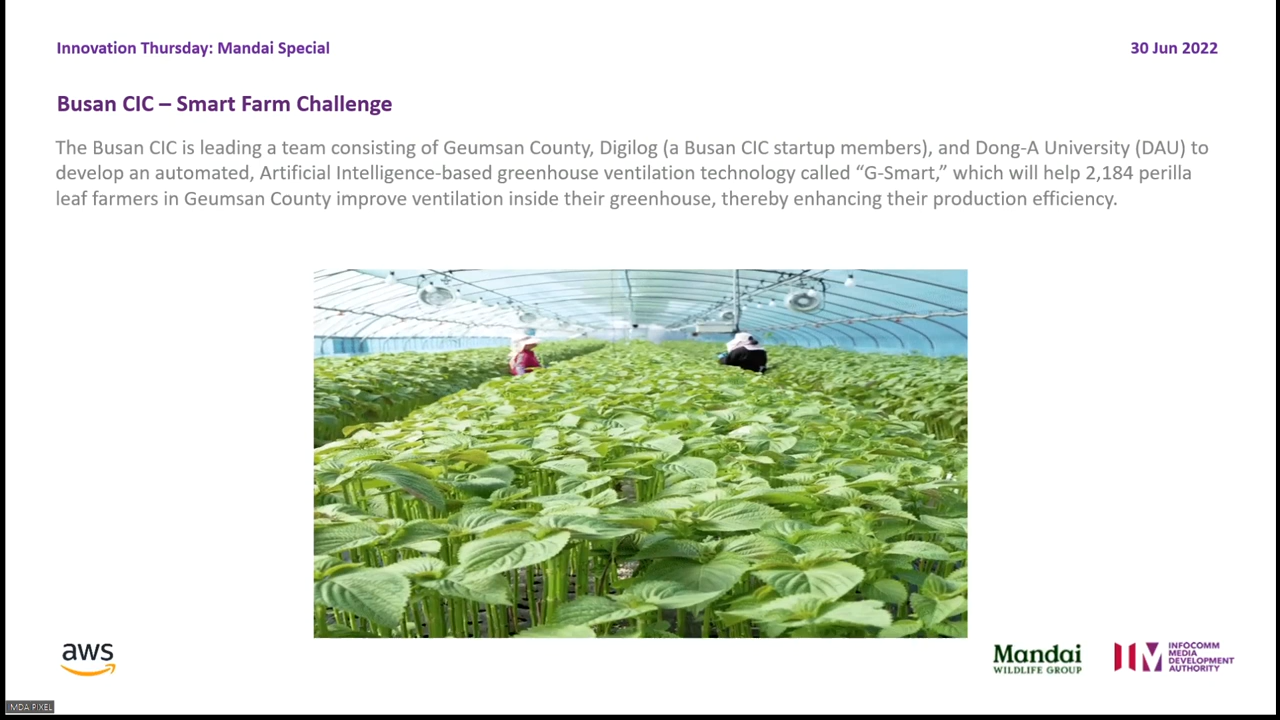 Innovation Thursday: Mandai Special
30 Jun 2022
Busan CIC – Smart Farm Challenge
The Busan CIC is leading a team consisting of Geumsan County, Digilog (a Busan CIC startup members), and Dong-A University (DAU) to
develop an automated, Artificial Intelligence-based greenhouse ventilation technology called “G-Smart,” which will help 2,184 perilla
leaf farmers in Geumsan County improve ventilation inside their greenhouse, thereby enhancing their production efficiency.
aws
Mandai
WILDLIFE GROUP
INFOCOMM
MEDIA
DEVELOPMENT
AUTHORITY
IMDA PIXEL